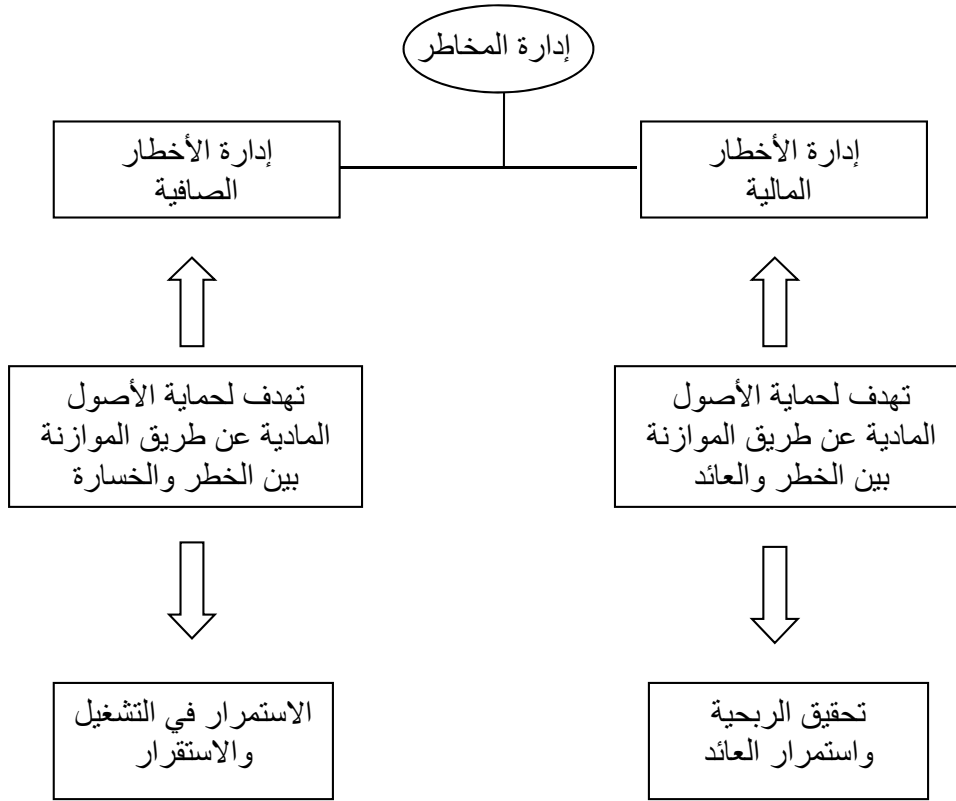 إدارة المخاطر
إدارة الأخطار
المالية
إدارة الأخطار
الصافية
تهدف لحماية الأصول
المادية عن طريق الموازنة
بين الخطر والعائد
تهدف لحماية الأصول
المادية عن طريق الموازنة
بين الخطر والخسارة
تحقيق الربحية
واستمرار العائد
الاستمرار في التشغيل
والاستقرار